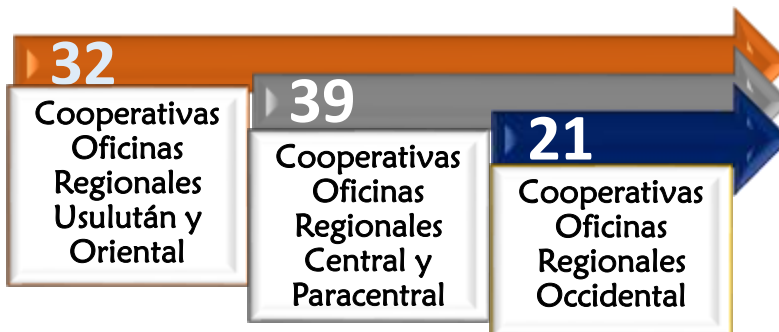 32
Cooperativas
Oficinas
Regionales
Usulután y
Oriental
39
Cooperativas
Oficinas
Regionales
Central y
Paracentral
21
Cooperativas
Oficinas
Regionales
Occidental